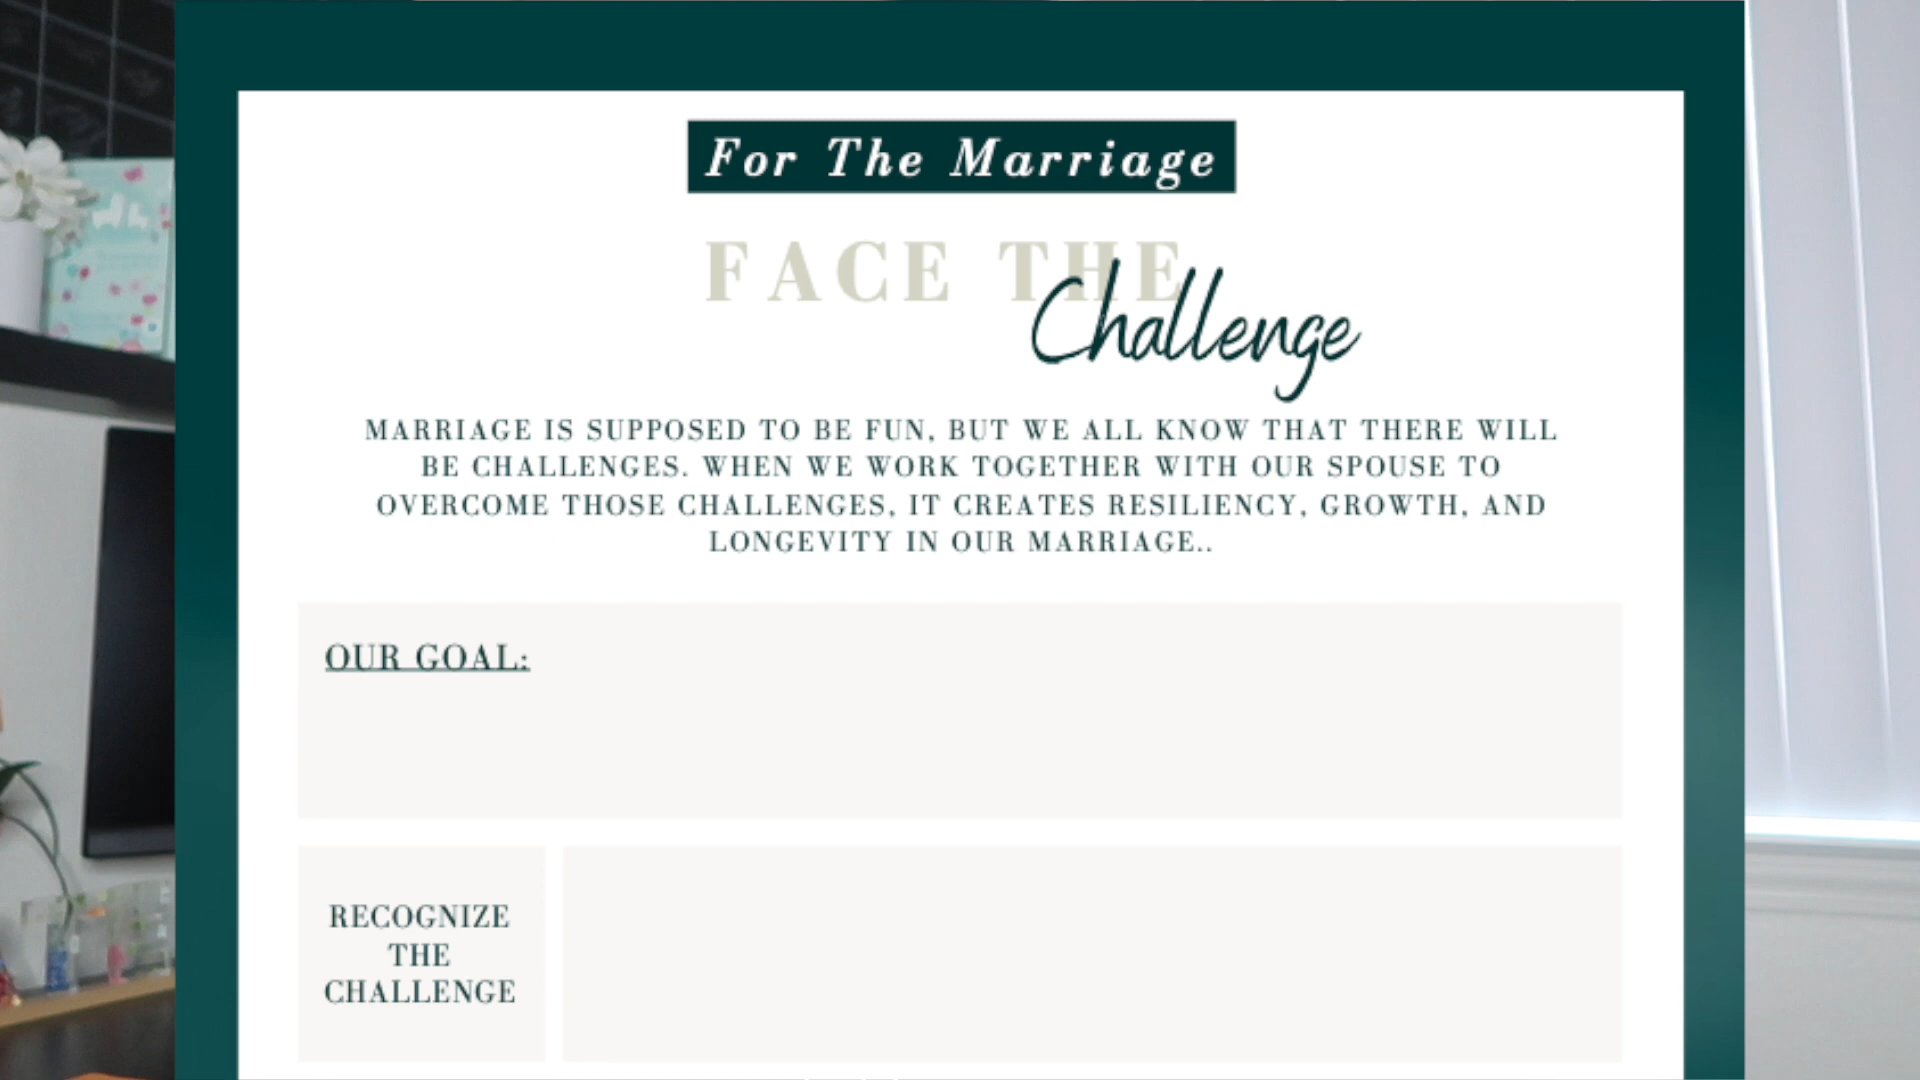 For The Marriage
FACE THE
Challenge
MARRIAGE IS SUPPOSED TO BE FUN, BUT WE ALL KNOW THAT THERE WILL
BE CHALLENGES. WHEN WE WORK TOGETHER WITH OUR SPOUSE TO
OVERCOME THOSE CHALLENGES, IT CREATES RESILIENCY, GROWTH, AND
LONGEVITY IN OUR MARRIAGE..
OUR GOAL:
RECOGNIZE
THE
CHALLENGE